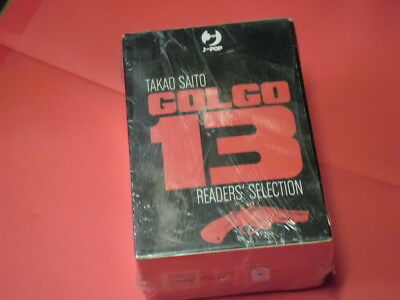 J-POP
TAKAO SAITO
GOLGO
13
READERS' SELECTION